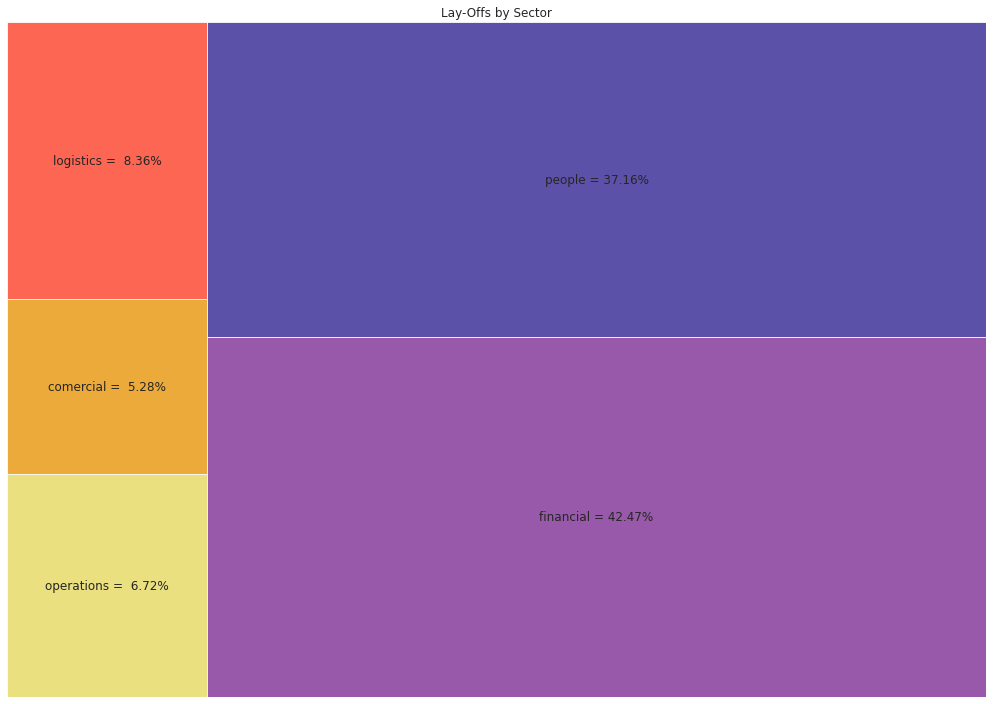 Lay-Offs by Sector
logistics =  8.36%
people = 37.16%
comercial =  5.28%
financial = 42.47%
operations =  6.72%